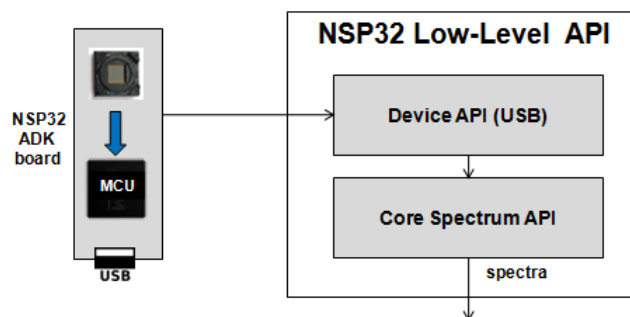 NSP32
ADK
board
MCU
USB
NSP32 Low-Level API
Device API (USB)
Core Spectrum API
spectra